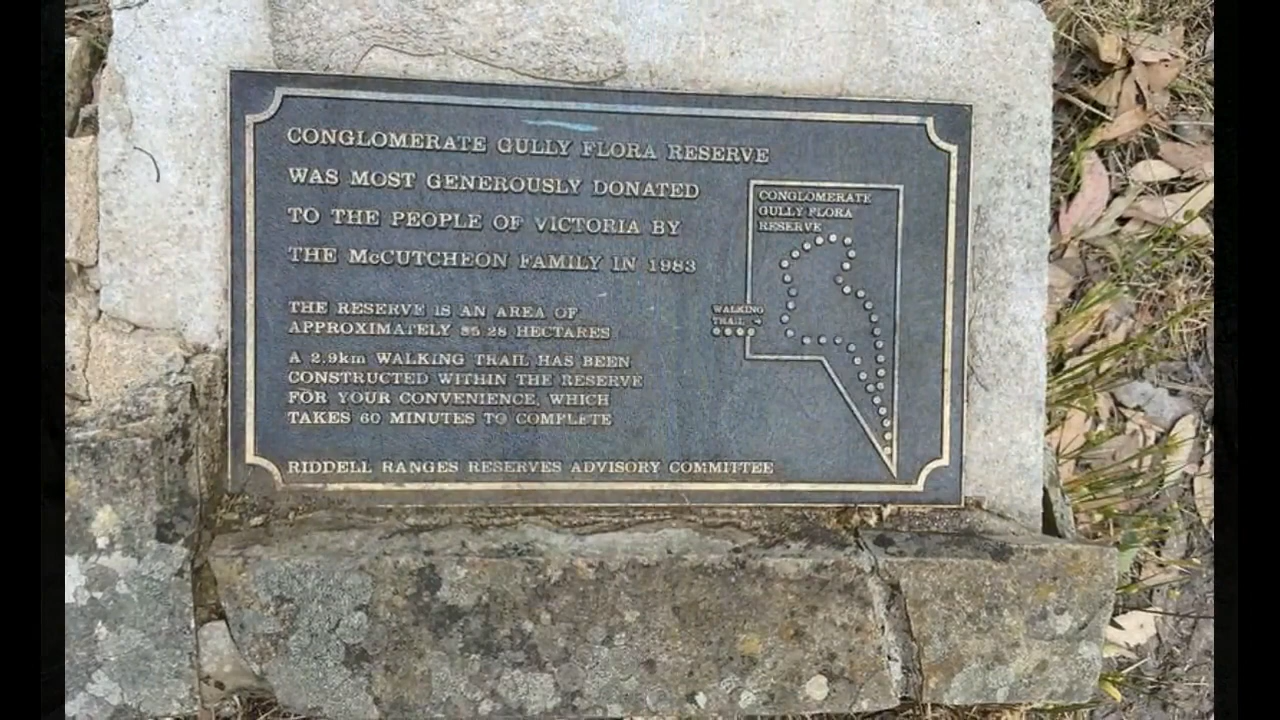 CONGLOMERATE GULLY FLORA RESERVE
WAS MOST GENEROUSLY DONATED
TO THE PEOPLE OF VICTORIA BY
THE McCUTCHEON FAMILY IN 1983
THE RESERVE IS AN AREA OF
APPROXIMATELY 35.28 HECTARES
A 2.9km WALKING TRAIL HAS BEEN
CONSTRUCTED WITHIN THE RESERVE
FOR YOUR CONVENIENCE, WHICH
TAKES 60 MINUTES TO COMPLETE
RIDDELL RANGES RESERVES ADVISORY COMMITTEE
CONGLOMERATE
GULLY FLORA
RESERVE
WALKING
TRAIL →